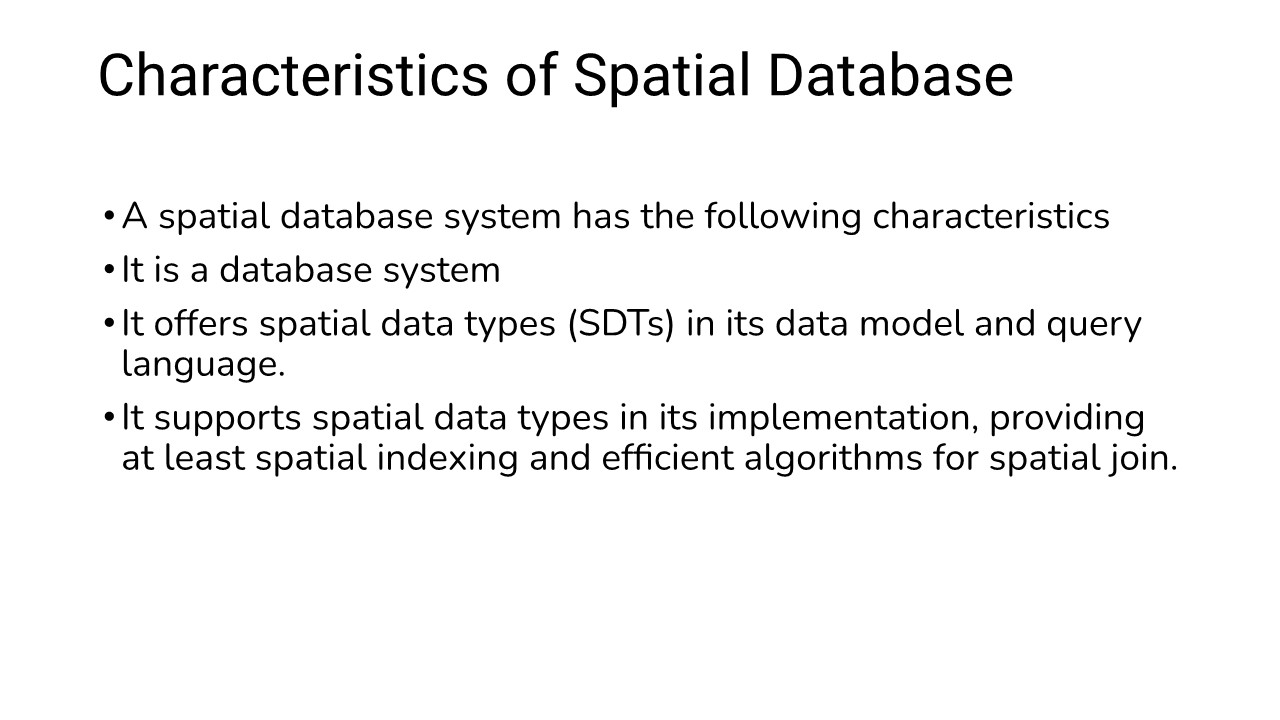 Characteristics of Spatial Database
•A spatial database system has the following characteristics
•It is a database system
•It offers spatial data types (SDTs) in its data model and query
language.
•It supports spatial data types in its implementation, providing
at least spatial indexing and efficient algorithms for spatial join.